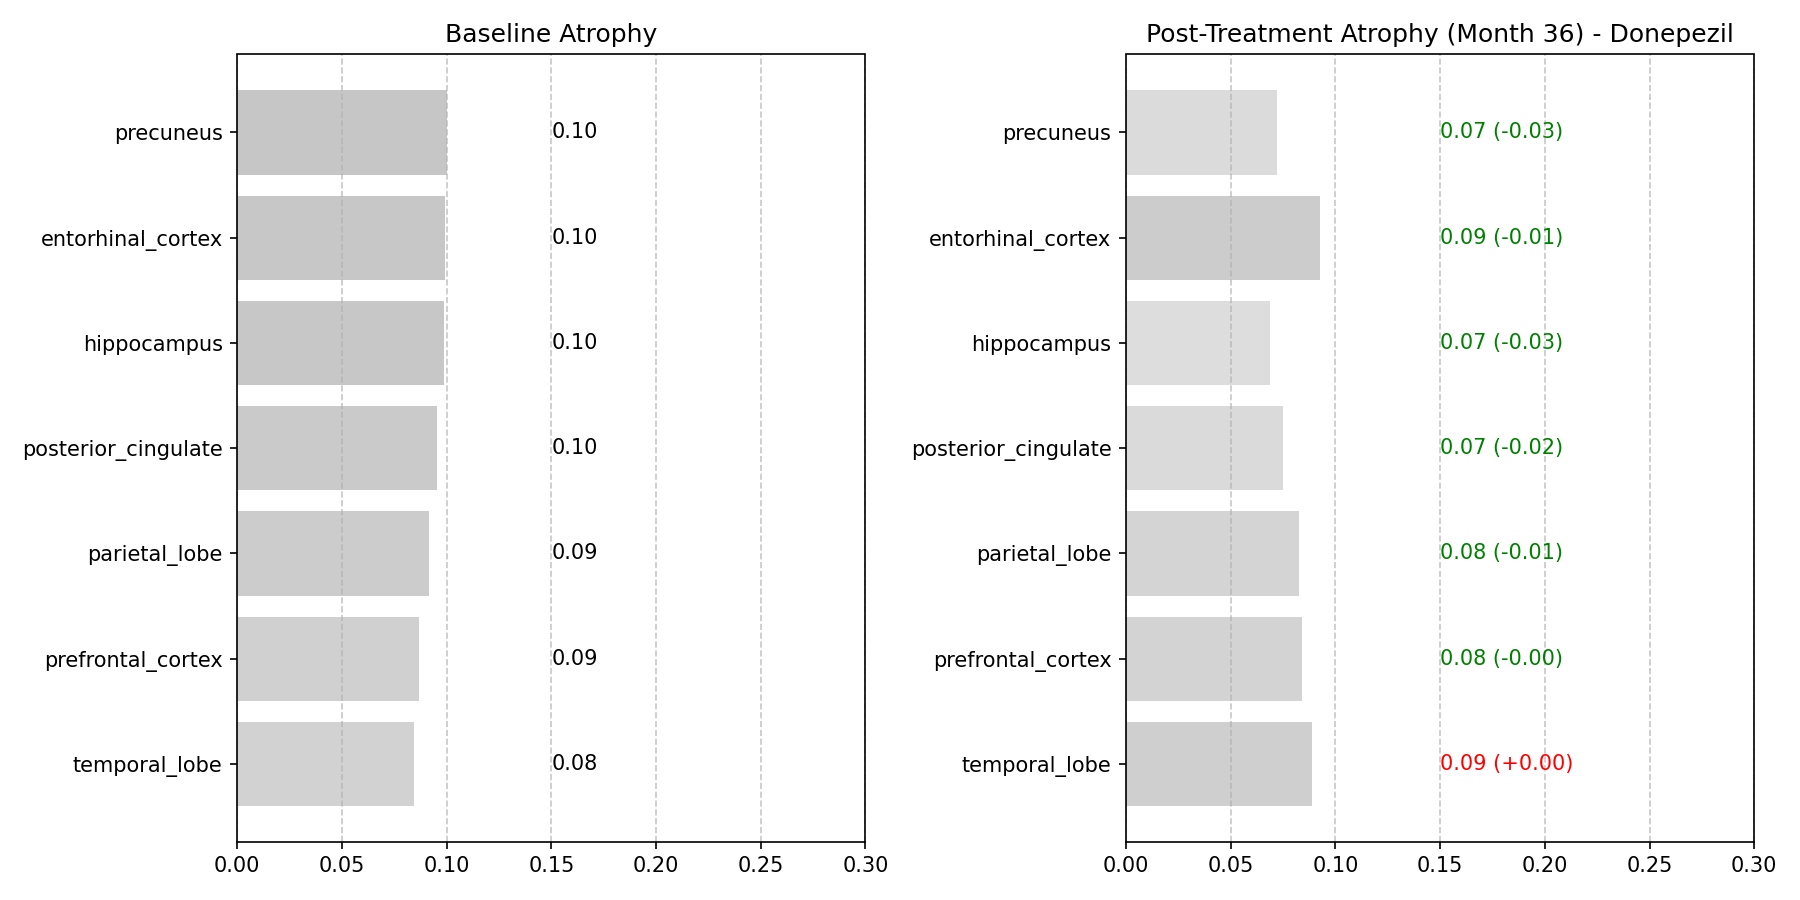 Baseline Atrophy
precuneus 0.10
entorhinal_cortex 0.10
hippocampus 0.10
posterior_cingulate 0.10
parietal_lobe 0.09
prefrontal_cortex 0.09
temporal_lobe 0.08
0.00 0.05 0.10 0.15 0.20 0.25 0.30
Post-Treatment Atrophy (Month 36) - Donepezil
precuneus 0.07 (-0.03)
entorhinal_cortex 0.09 (-0.01)
hippocampus 0.07 (-0.03)
posterior_cingulate 0.07 (-0.02)
parietal_lobe 0.08 (-0.01)
prefrontal_cortex 0.08 (-0.00)
temporal_lobe 0.09 (+0.00)
0.00 0.05 0.10 0.15 0.20 0.25 0.30